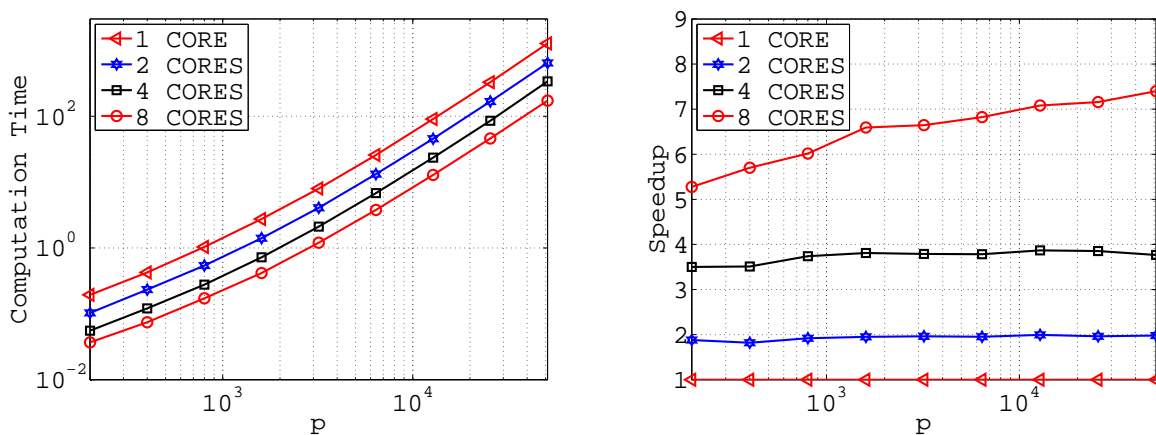 1 CORE
2 CORES
4 CORES
8 CORES
Computation Time
10^2
10^0
10^-2
10^3
10^4
p
1 CORE
2 CORES
4 CORES
8 CORES
Speedup
9
8
7
6
5
4
3
2
1
10^3
10^4
p